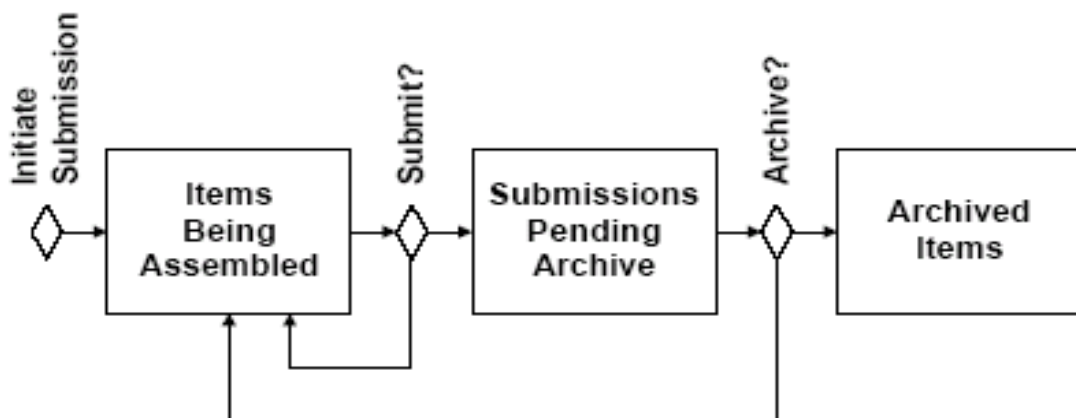 Initiate
Submission
Items
Being
Assembled
Submit?
Submissions
Pending
Archive
Archive?
Archived
Items